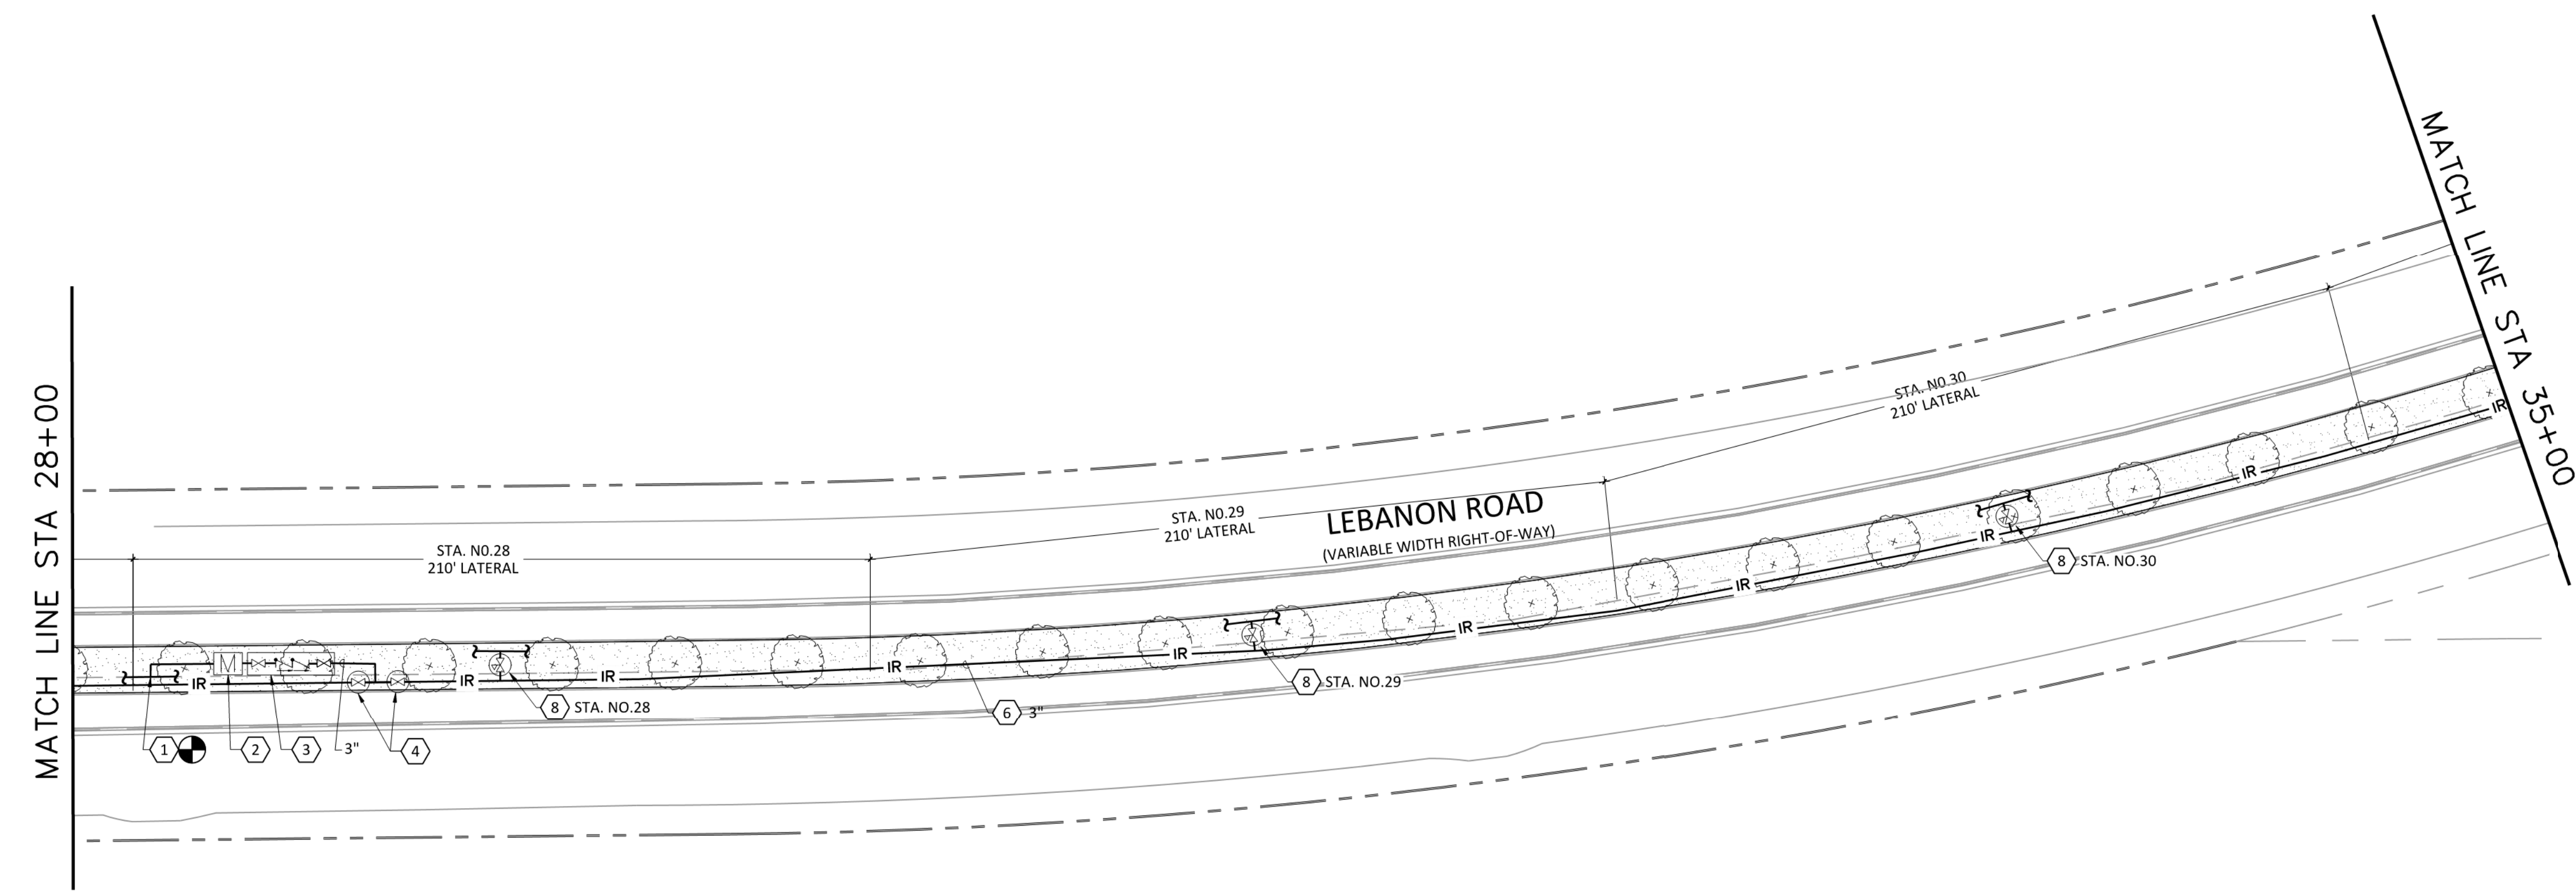 MATCH LINE STA 28+00
STA. N0.28
210' LATERAL
STA. N0.29
210' LATERAL
LEBANON ROAD
(VARIABLE WIDTH RIGHT-OF-WAY)
STA. N0.30
210' LATERAL
MATCH LINE STA 35+00
IR
M
IR
IR
IR
IR
IR
IR
IR
IR
IR
1
2
3
3"
4
8 STA. NO.28
6 3"
8 STA. NO.29
8 STA. NO.30